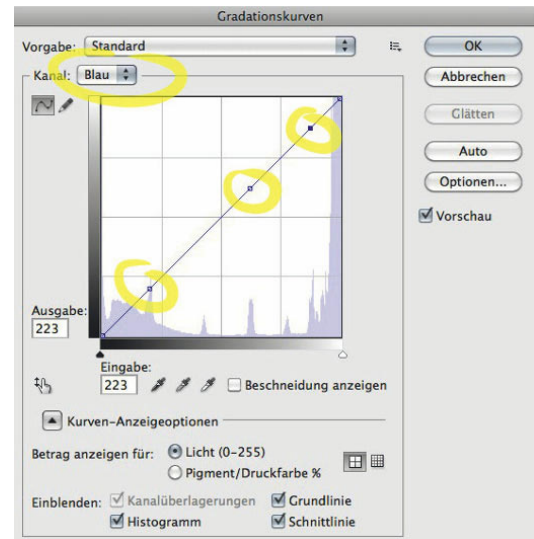 Gradationskurven
Vorgabe: Standard
OK
Kanal: Blau
Abbrechen
Glätten
Auto
Optionen...
Vorschau
Ausgabe:
223
Eingabe:
223
Beschneidung anzeigen
Kurven-Anzeigeoptionen
Betrag anzeigen für: Licht (0-255)
Pigment/Druckfarbe %
Einblenden: Kanalüberlagerungen Grundlinie
Histogramm Schnittlinie